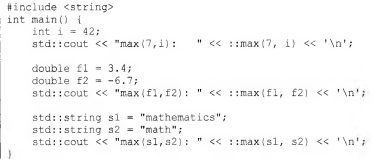 #include <string>
int main() {
    int i = 42;
    std::cout << "max(7,i):   " << ::max(7, i) << '\n';

    double f1 = 3.4;
    double f2 = -6.7;
    std::cout << "max(f1,f2): " << ::max(f1, f2) << '\n';

    std::string s1 = "mathematics";
    std::string s2 = "math";
    std::cout << "max(s1,s2): " << ::max(s1, s2) << '\n';
}